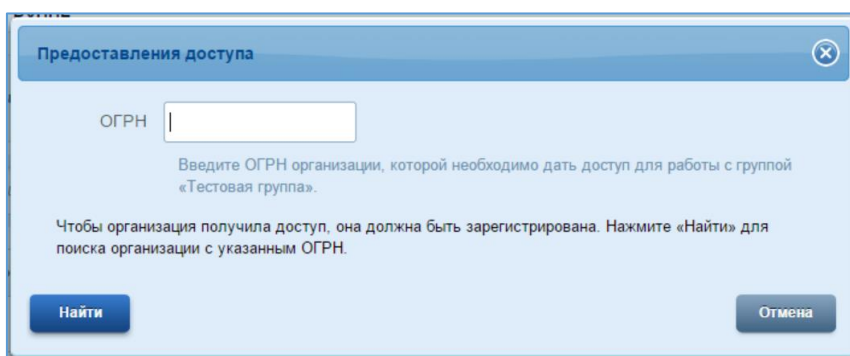 Предоставления доступа
ОГРН
Введите ОГРН организации, которой необходимо дать доступ для работы с группой
«Тестовая группа».
Чтобы организация получила доступ, она должна быть зарегистрирована. Нажмите «Найти» для
поиска организации с указанным ОГРН.
Найти
Отмена